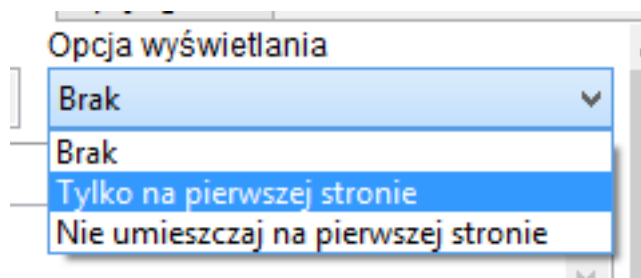 Opcja wyświetlania
Brak
Brak
Tylko na pierwszej stronie
Nie umieszczaj na pierwszej stronie